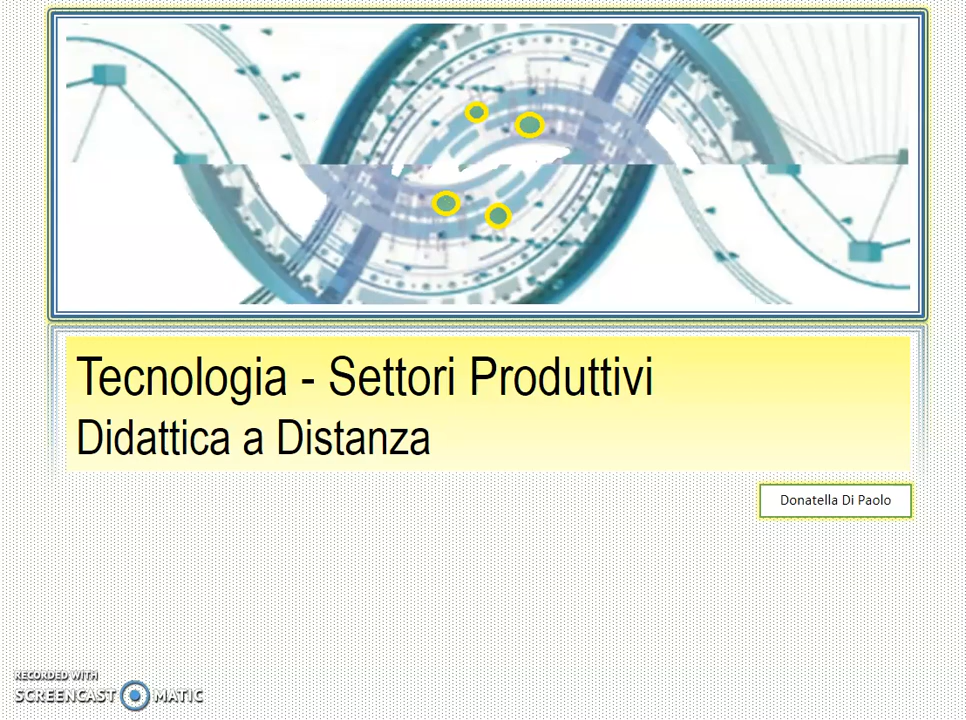 Tecnologia - Settori Produttivi
Didattica a Distanza
Donatella Di Paolo
RECORDED WITH
SCREENCAST MATIC